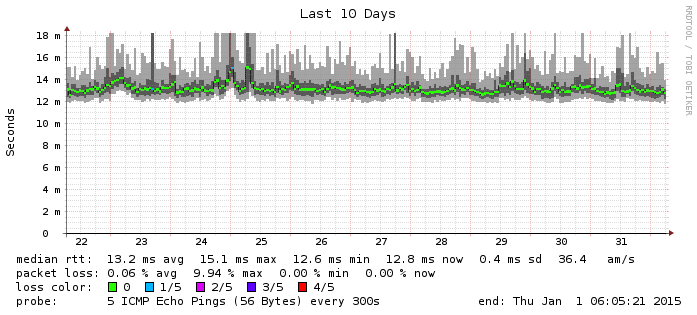 Last 10 Days
RRDTOOL / TOBI OETIKER
Seconds
18 m
16 m
14 m
12 m
10 m
8 m
6 m
4 m
2 m
0
22 23 24 25 26 27 28 29 30 31
median rtt: 13.2 ms avg 15.1 ms max 12.6 ms min 12.8 ms now 0.4 ms sd 36.4 am/s
packet loss: 0.06 % avg 9.94 % max 0.00 % min 0.00 % now
loss color: 0 1/5 2/5 3/5 4/5
probe: 5 ICMP Echo Pings (56 Bytes) every 300s end: Thu Jan 1 06:05:21 2015